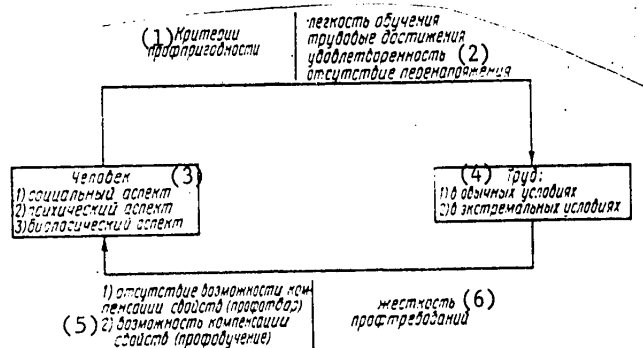 (1) Критерии
профпригодности
легкость обучения
трудовые достижения
удовлетворенность (2)
отсутствие перенапряжения
Человек (3)
1) социальный аспект
2) психический аспект
3) биологический аспект
(4) Труд:
1) в обычных условиях
2) в экстремальных условиях
1) отсутствие возможности ком-
пенсации свойств (профотбор)
(5) 2) возможность компенсации
свойств (профобучение)
жесткость (6)
профтребований